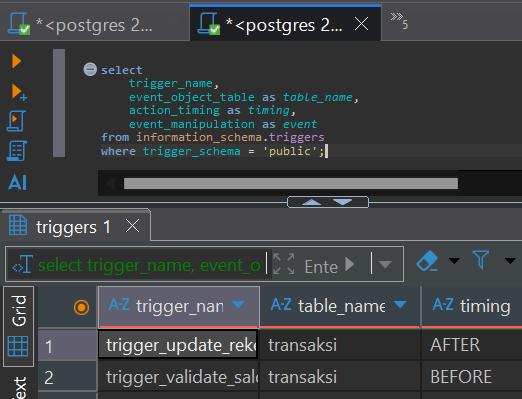 *<postgres 2...
*<postgres 2...
5
select
trigger_name,
event_object_table as table_name,
action_timing as timing,
event_manipulation as event
from information_schema.triggers
where trigger_schema = 'public';
AI
triggers 1
T select trigger_name, event_o
Ente
Grid
A-Z trigger_nan
A-Z table_name
A-Z timing
1 trigger_update_reke transaksi AFTER
2 trigger_validate_sald transaksi BEFORE
Text